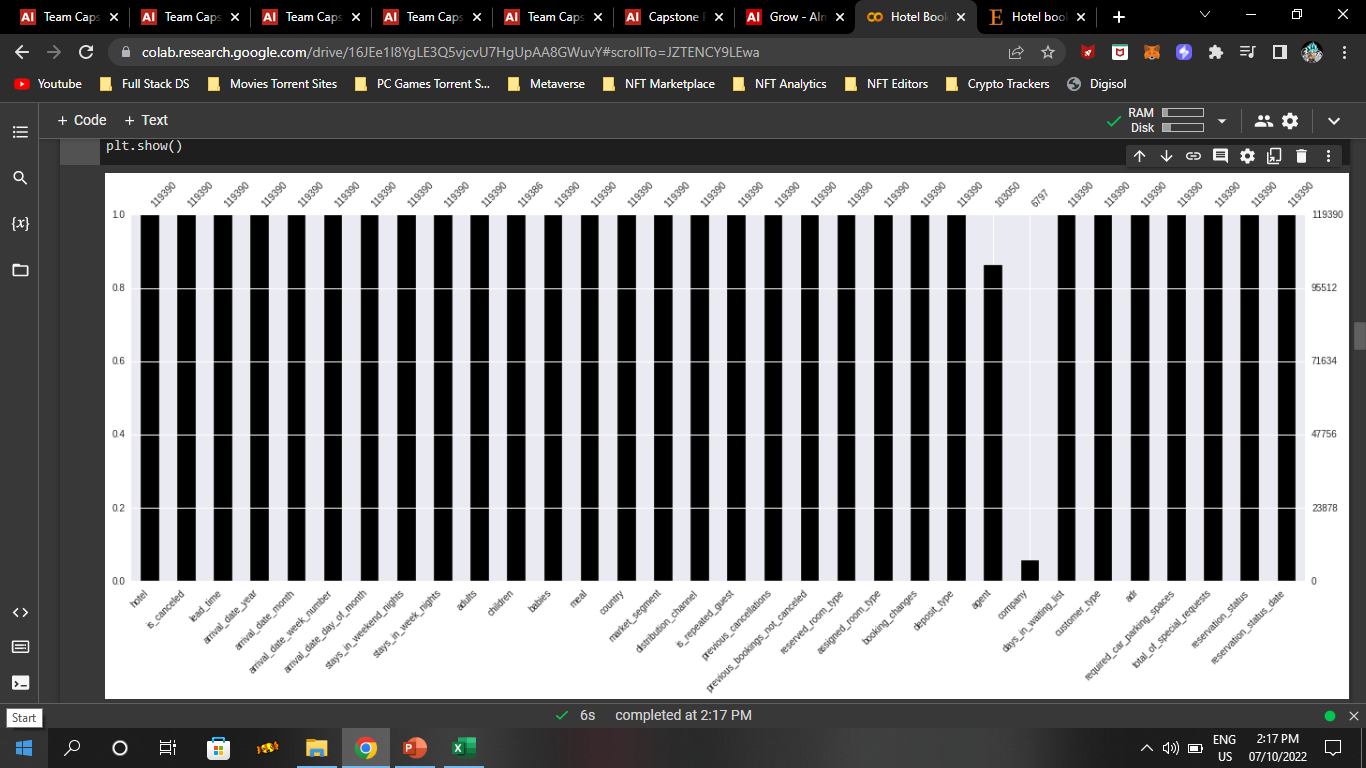 Team Caps Team Caps Team Caps Team Caps Team Caps Capstone Grow - Alm Hotel Book Hotel bool
colab.research.google.com/drive/16JEe1I8YgLE3Q5vjcvU7HgUpAA8GWuvY#scrollTo=JZTENCY9LEwa
Youtube Full Stack DS Movies Torrent Sites PC Games Torrent S... Metaverse NFT Marketplace NFT Analytics NFT Editors Crypto Trackers Digisol
+ Code + Text RAM
Disk
plt.show()
119390 119390 119390 119390 119390 119390 119390 119390 119390 119390 119386 119390 119390 119390 119390 119390 119390 119390 119390 119390 119390 119390 119390 103050 6797 119390 119390 119390 119390 119390 119390 119390
1.0 119390
0.8 95512
0.6 71634
0.4 47756
0.2 23878
0.0 0
hotel is_canceled lead_time arrival_date_year arrival_date_month arrival_date_week_number arrival_date_day_of_month stays_in_weekend_nights stays_in_week_nights adults children babies meal country market_segment distribution_channel is_repeated_guest previous_cancellations previous_bookings_not_canceled reserved_room_type assigned_room_type booking_changes deposit_type agent company days_in_waiting_list customer_type adr required_car_parking_spaces total_of_special_requests reservation_status reservation_status_date
6s completed at 2:17 PM
Start
ENG 2:17 PM
US 07/10/2022